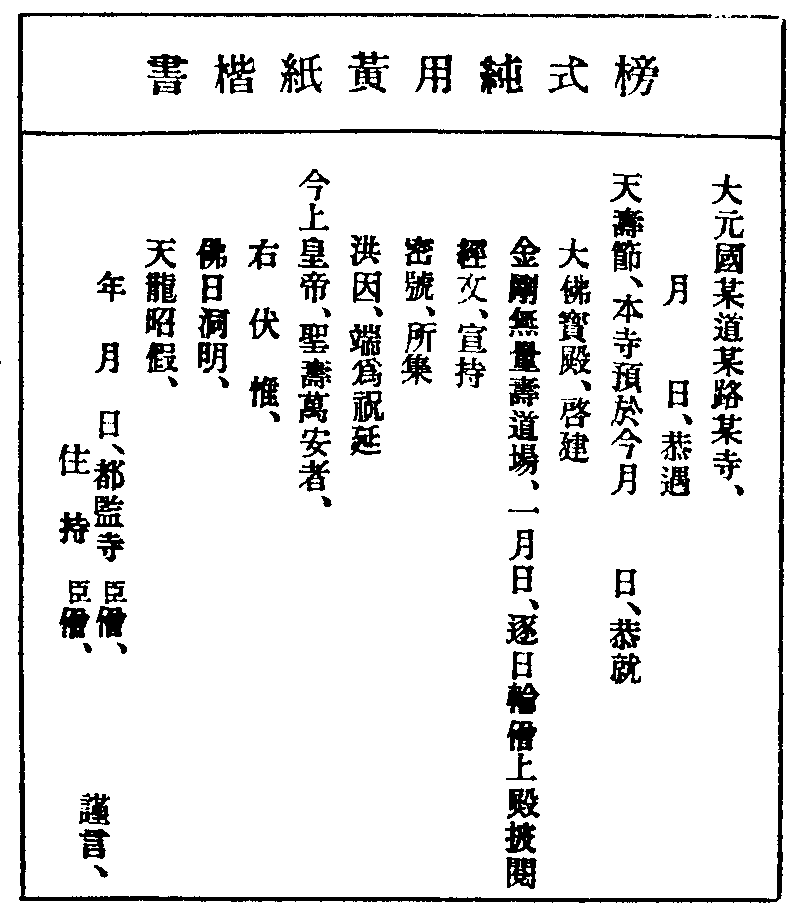 榜式純用黃紙楷書
大元國某道某路某寺、
月 日、恭遇
天壽節、本寺預於今月 日、恭就
大佛寶殿、啓建
金剛無量壽道場、一月日、逐日輪僧上殿披閱
經文、宣持
密號、所集
洪因、端爲祝延
今上皇帝、聖壽萬安者、
右伏惟、
佛日洞明、
天龍昭假、
年 月 日、都監寺 臣僧、
住持 臣僧、
謹言、